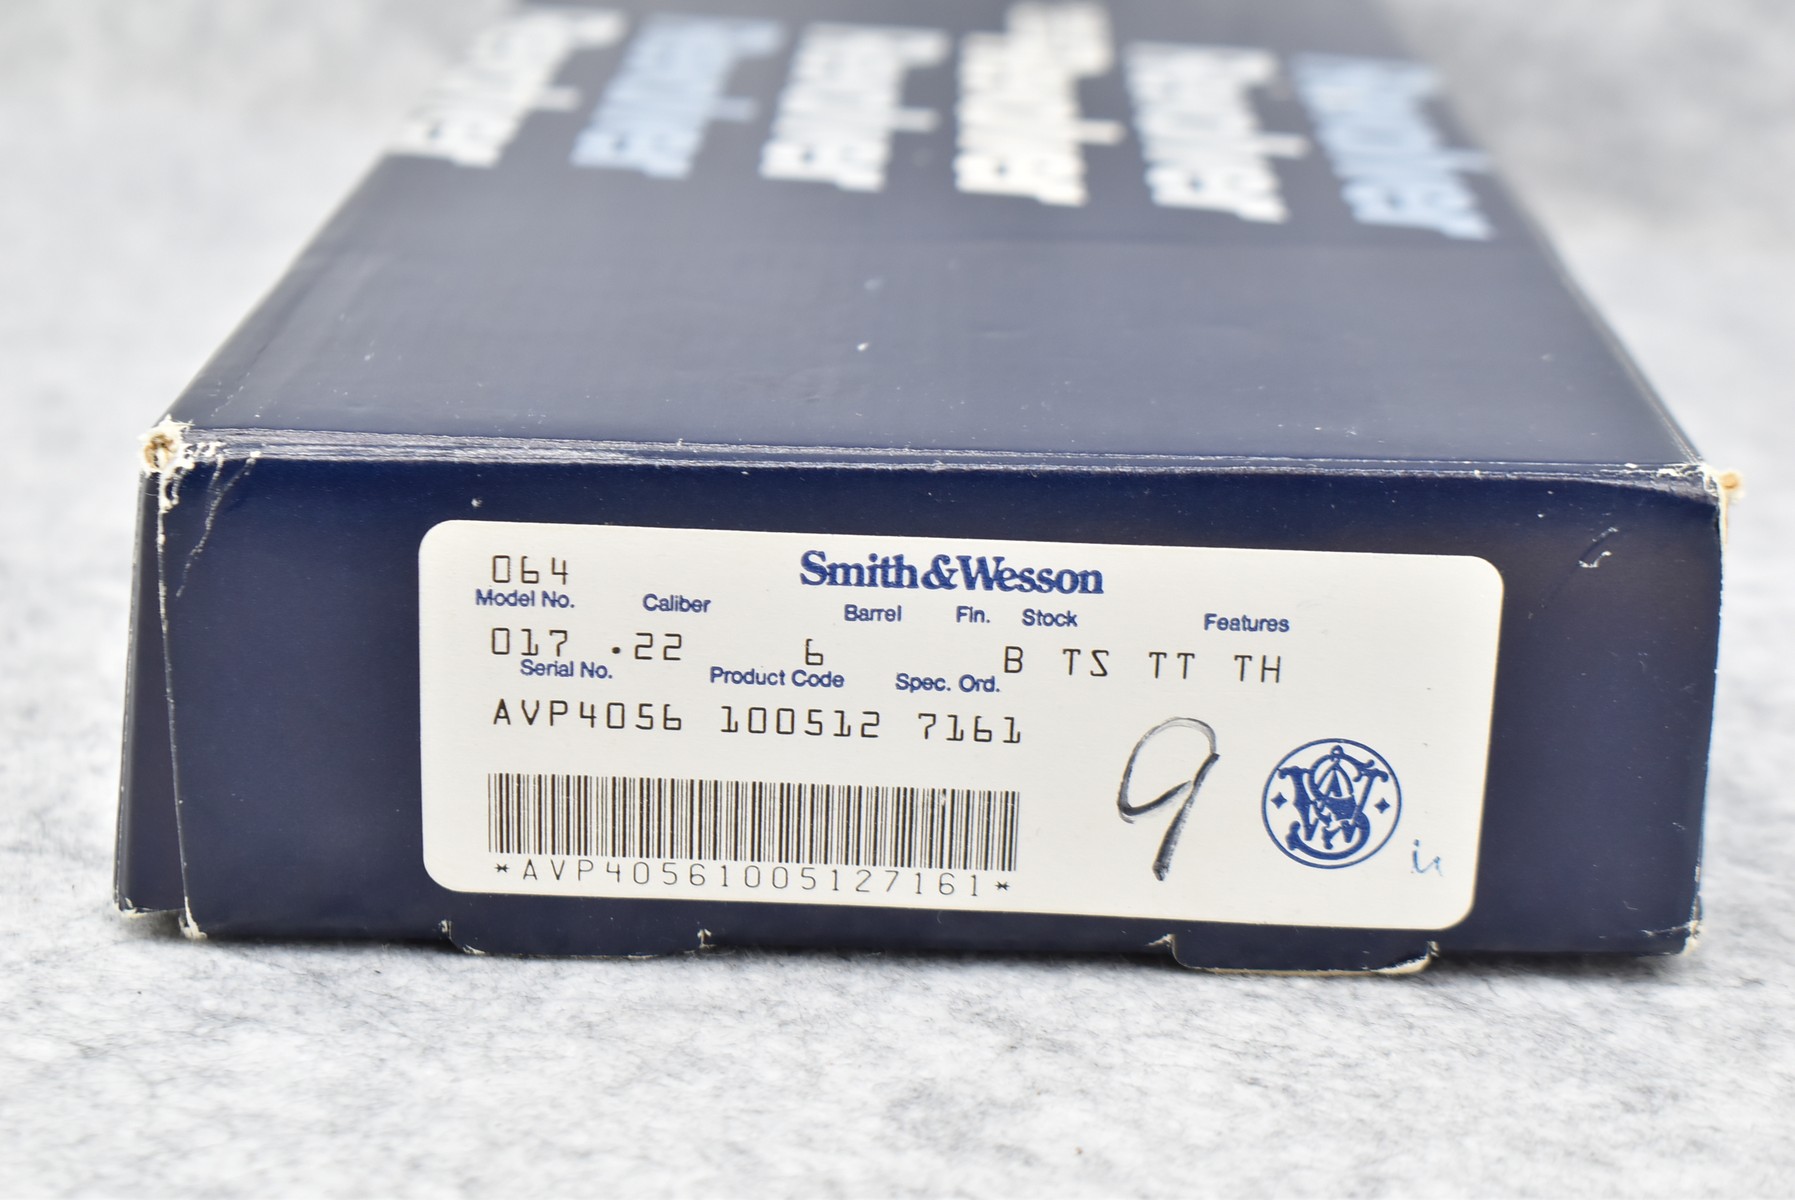 064
Smith&Wesson
Model No. Caliber Barrel Fin. Stock Features
017 .22 6 B TS TT TH
Serial No. Product Code Spec. Ord.
AVP4056 100512 7161
9
*AVP40561005127161*